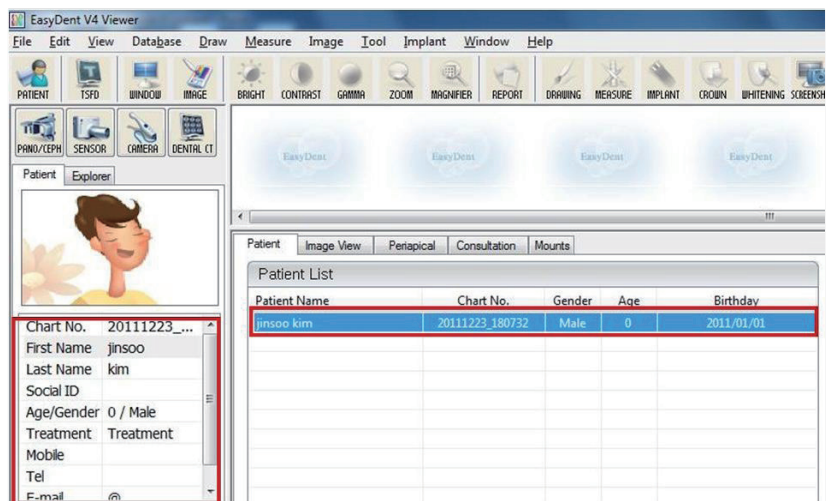 EasyDent V4 Viewer
File Edit View Database Draw Measure Image Tool Implant Window Help
PATIENT TSFD WINDOW IMAGE BRIGHT CONTRAST GAMMA ZOOM MAGNIFIER REPORT DRAWING MEASURE IMPLANT CROWN WHITENING SCREENSH
PANO/CEPH SENSOR CAMERA DENTAL CT
EasyDent EasyDent EasyDent EasyDent
Patient Explorer
Patient Image View Periapical Consultation Mounts
Patient List
Patient Name Chart No. Gender Age Birthday
jinsoo kim 20111223_180732 Male 0 2011/01/01
Chart No. 20111223_...
First Name jinsoo
Last Name kim
Social ID
Age/Gender 0 / Male
Treatment Treatment
Mobile
Tel
E-mail @